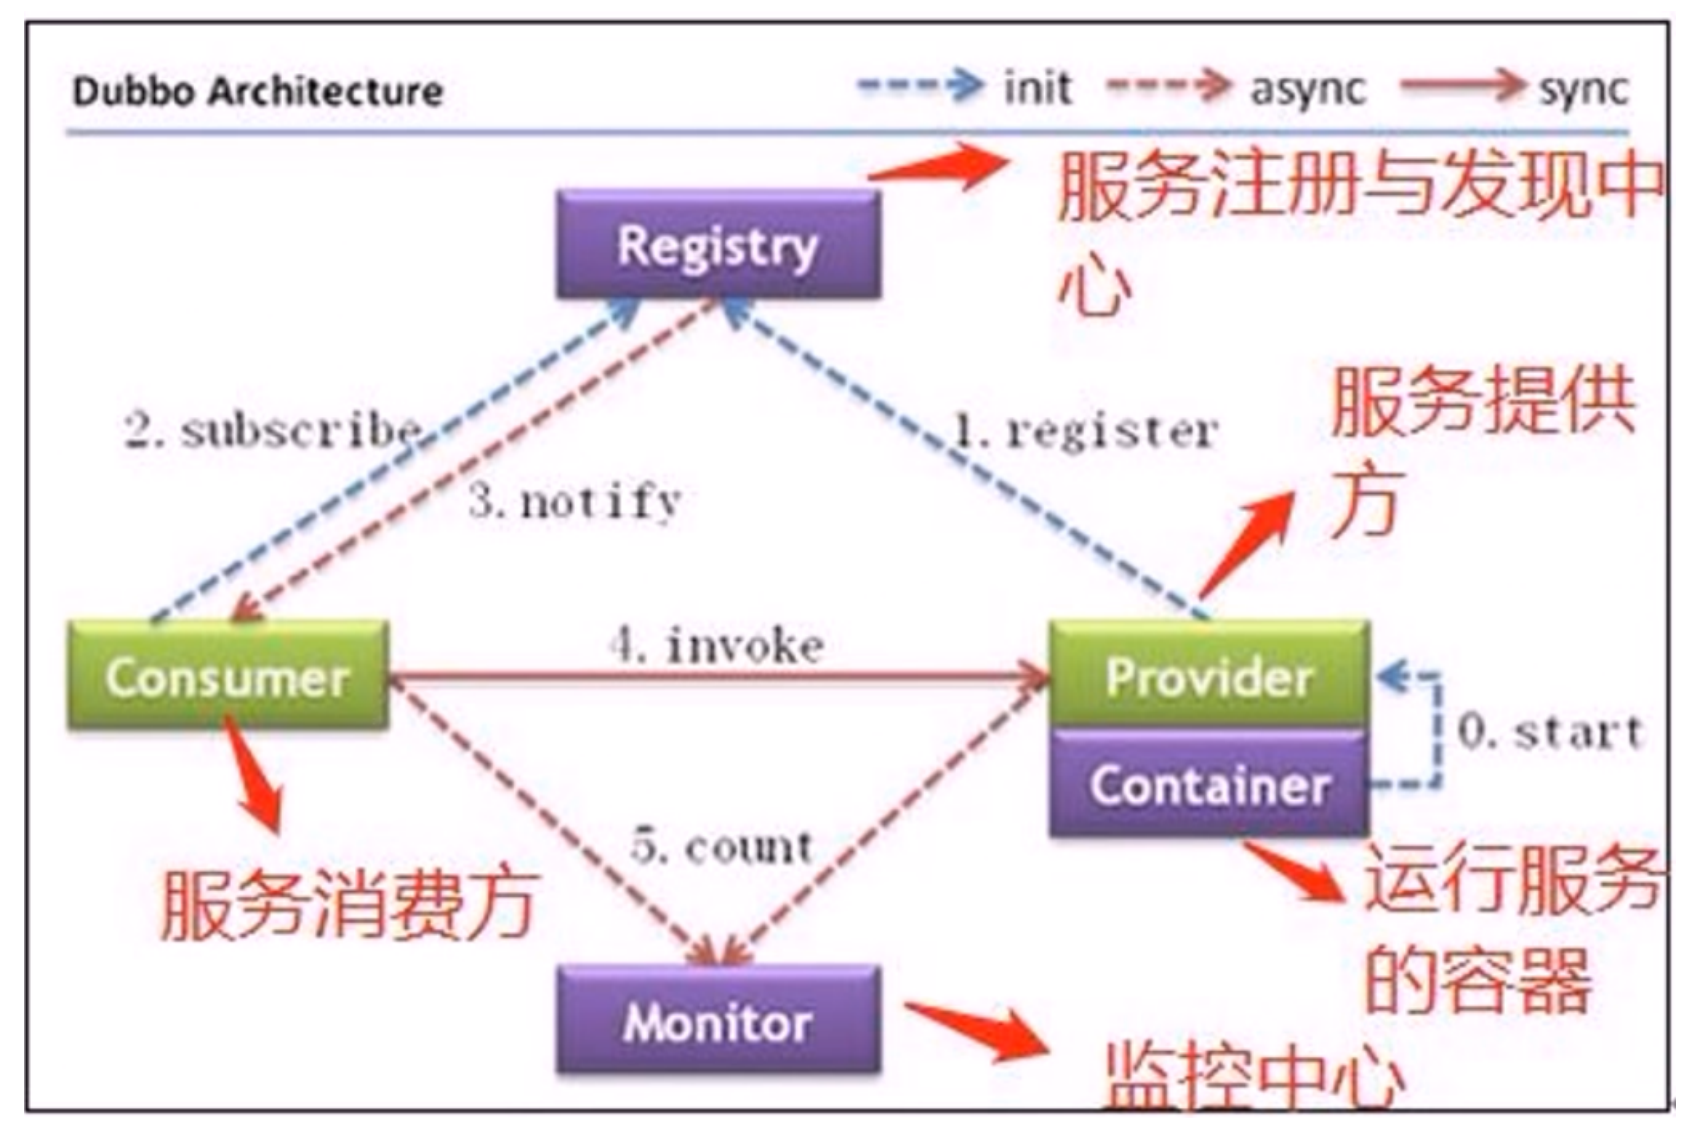 Dubbo Architecture
init
async
sync
服务注册与发现中
心
Registry
服务提供
方
2. subscribe
1. register
3. notify
4. invoke
Consumer
Provider
0. start
Container
5. count
服务消费方
运行服务
的容器
Monitor
监控中心